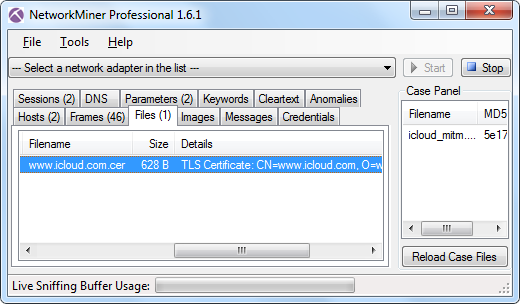 NetworkMiner Professional 1.6.1
File Tools Help
--- Select a network adapter in the list --- Start Stop
Sessions (2) DNS Parameters (2) Keywords Cleartext Anomalies
Hosts (2) Frames (46) Files (1) Images Messages Credentials
Filename Size Details
www.icloud.com.cer 628 B TLS Certificate: CN=www.icloud.com, O=w
Case Panel
Filename MD5
icloud_mitm.... 5e17
Reload Case Files
Live Sniffing Buffer Usage: